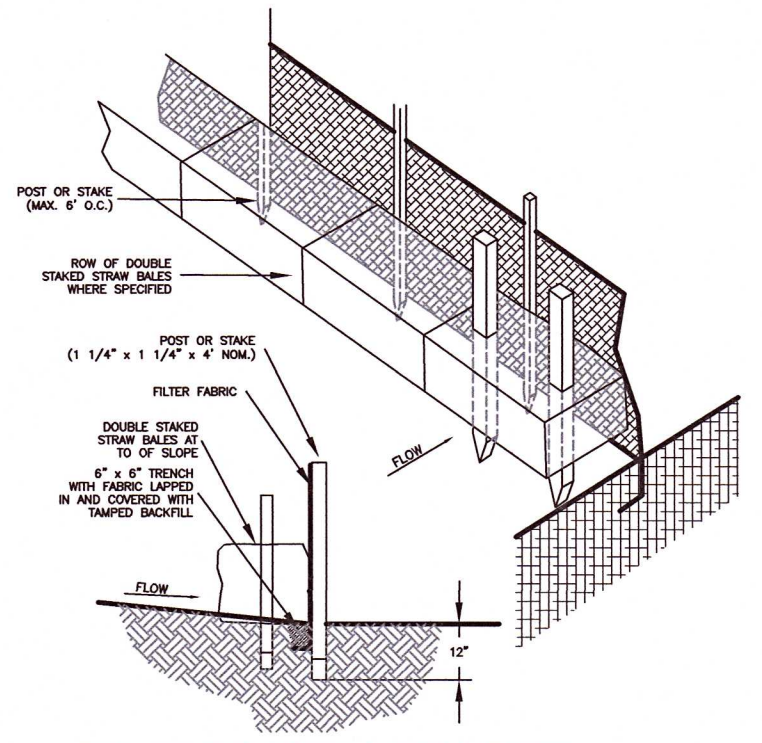 POST OR STAKE
(MAX. 6' O.C.)
ROW OF DOUBLE
STAKED STRAW BALES
WHERE SPECIFIED
POST OR STAKE
(1 1/4" x 1 1/4" x 4' NOM.)
FILTER FABRIC
DOUBLE STAKED
STRAW BALES AT
TO OF SLOPE
6" x 6" TRENCH
WITH FABRIC LAPPED
IN AND COVERED WITH
TAMPED BACKFILL
FLOW
FLOW
12"